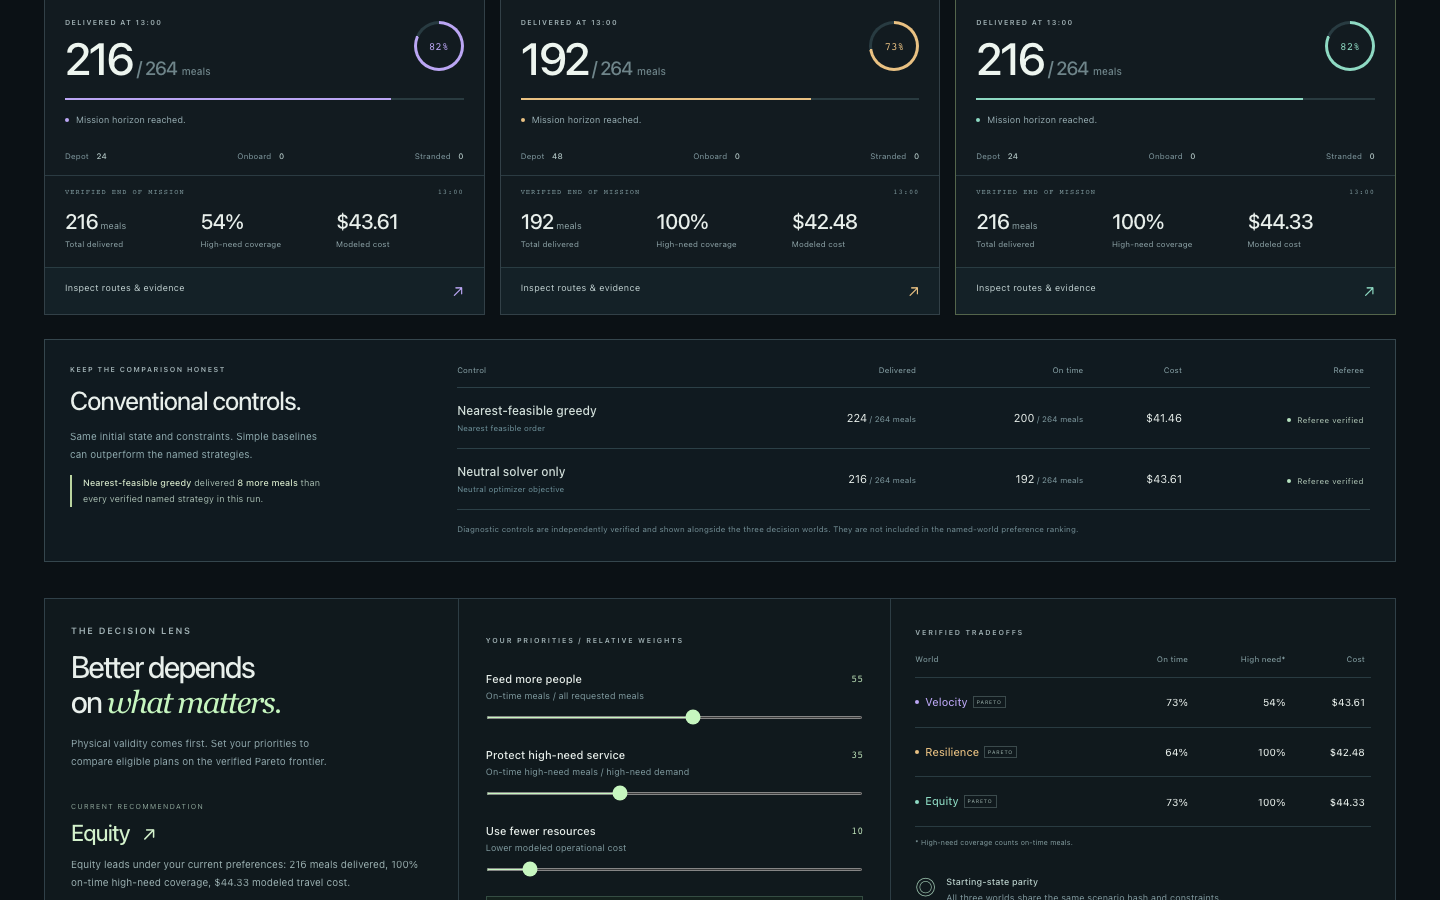 DELIVERED AT 13:00
216 / 264 meals
82%
Mission horizon reached.
Depot 24 Onboard 0 Stranded 0
VERIFIED END OF MISSION 13:00
216 meals 54% $43.61
Total delivered High-need coverage Modeled cost
Inspect routes & evidence
DELIVERED AT 13:00
192 / 264 meals
73%
Mission horizon reached.
Depot 48 Onboard 0 Stranded 0
VERIFIED END OF MISSION 13:00
192 meals 100% $42.48
Total delivered High-need coverage Modeled cost
Inspect routes & evidence
DELIVERED AT 13:00
216 / 264 meals
82%
Mission horizon reached.
Depot 24 Onboard 0 Stranded 0
VERIFIED END OF MISSION 13:00
216 meals 100% $44.33
Total delivered High-need coverage Modeled cost
Inspect routes & evidence
KEEP THE COMPARISON HONEST
Conventional controls.
Same initial state and constraints. Simple baselines
can outperform the named strategies.
Nearest-feasible greedy delivered 8 more meals than
every verified named strategy in this run.
Control Delivered On time Cost Referee
Nearest-feasible greedy 224 / 264 meals 200 / 264 meals $41.46 Referee verified
Nearest feasible order
Neutral solver only 216 / 264 meals 192 / 264 meals $43.61 Referee verified
Neutral optimizer objective
Diagnostic controls are independently verified and shown alongside the three decision worlds. They are not included in the named-world preference ranking.
THE DECISION LENS
Better depends
on what matters.
Physical validity comes first. Set your priorities to
compare eligible plans on the verified Pareto frontier.
CURRENT RECOMMENDATION
Equity
Equity leads under your current preferences: 216 meals delivered, 100%
on-time high-need coverage, $44.33 modeled travel cost.
YOUR PRIORITIES / RELATIVE WEIGHTS
Feed more people 55
On-time meals / all requested meals
Protect high-need service 35
On-time high-need meals / high-need demand
Use fewer resources 10
Lower modeled operational cost
VERIFIED TRADEOFFS
World On time High need* Cost
Velocity PARETO 73% 54% $43.61
Resilience PARETO 64% 100% $42.48
Equity PARETO 73% 100% $44.33
* High-need coverage counts on-time meals.
Starting-state parity
All three worlds share the same scenario hash and constraints.